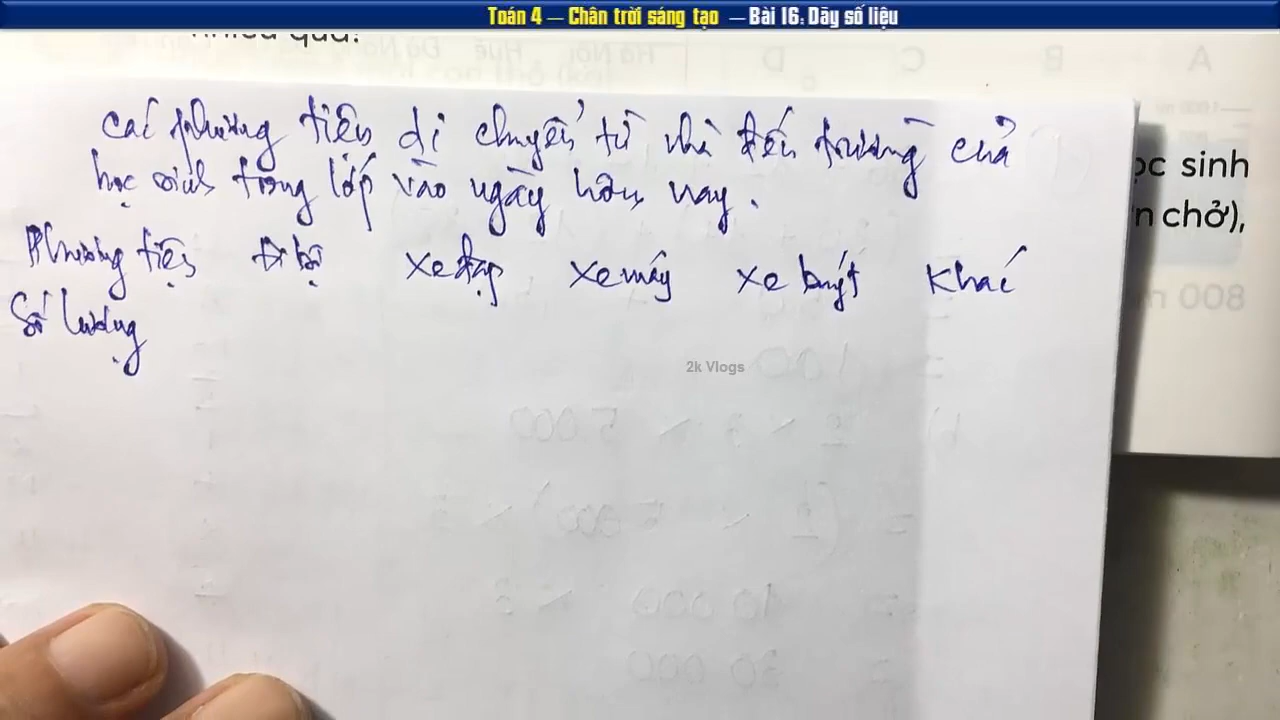 Toán 4 – Chân trời sáng tạo – Bài 16: Dãy số liệu
nhiều quả?
các phương tiện di chuyển từ nhà đến trường của
học sinh trong lớp vào ngày hôm nay.
ọc sinh
n chở),
Phương tiện Đi bộ Xe đạp Xe máy Xe buýt Khác
Số lượng
2k Vlogs